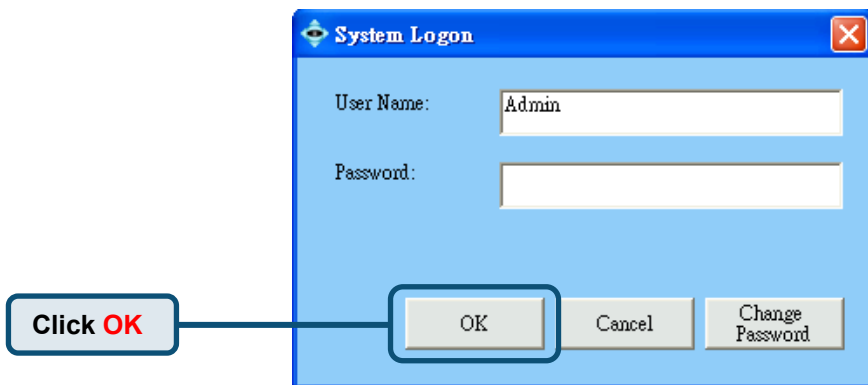 System Logon
User Name:
Admin
Password:
Click OK
OK
Cancel
Change
Password